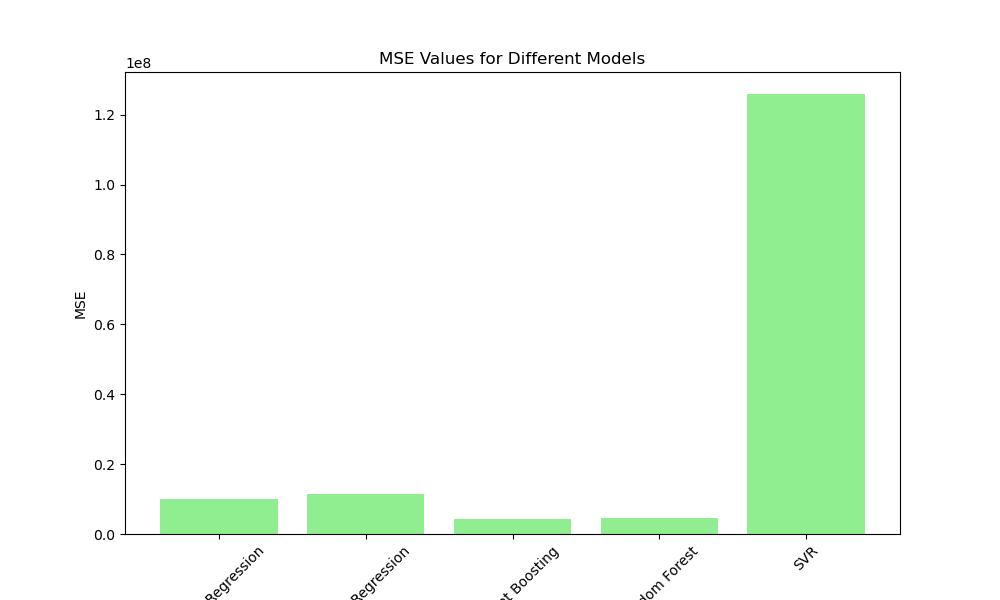 MSE Values for Different Models
1e8
1.2
1.0
0.8
0.6
0.4
0.2
0.0
MSE
Regression
Regression
Boosting
Forest
SVR